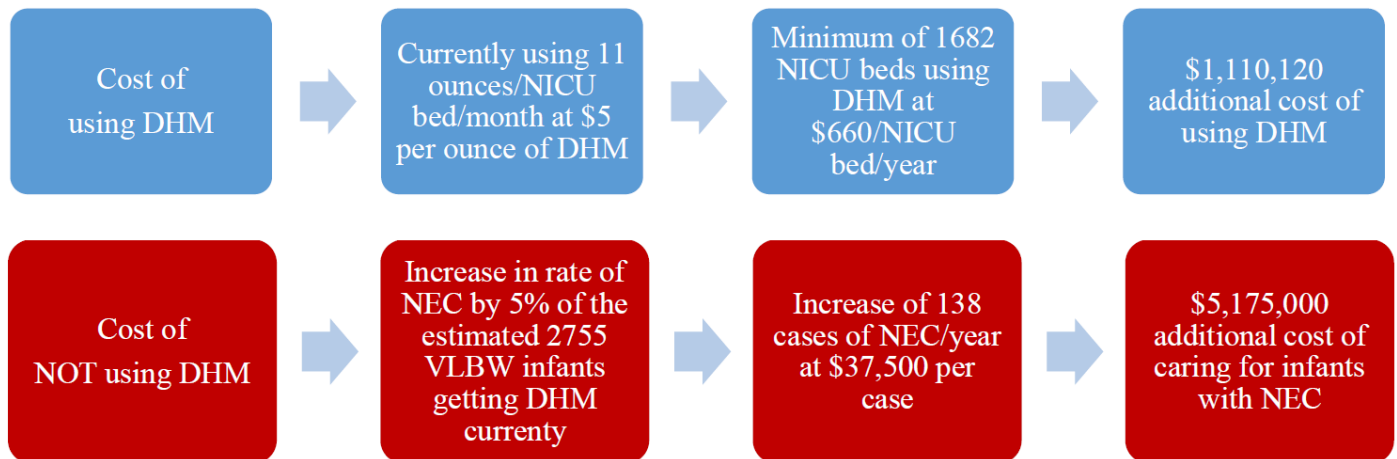 Cost of
using DHM
Currently using 11
ounces/NICU
bed/month at $5
per ounce of DHM
Minimum of 1682
NICU beds using
DHM at
$660/NICU
bed/year
$1,110,120
additional cost of
using DHM
Cost of
NOT using DHM
Increase in rate of
NEC by 5% of the
estimated 2755
VLBW infants
getting DHM
currenty
Increase of 138
cases of NEC/year
at $37,500 per
case
$5,175,000
additional cost of
caring for infants
with NEC